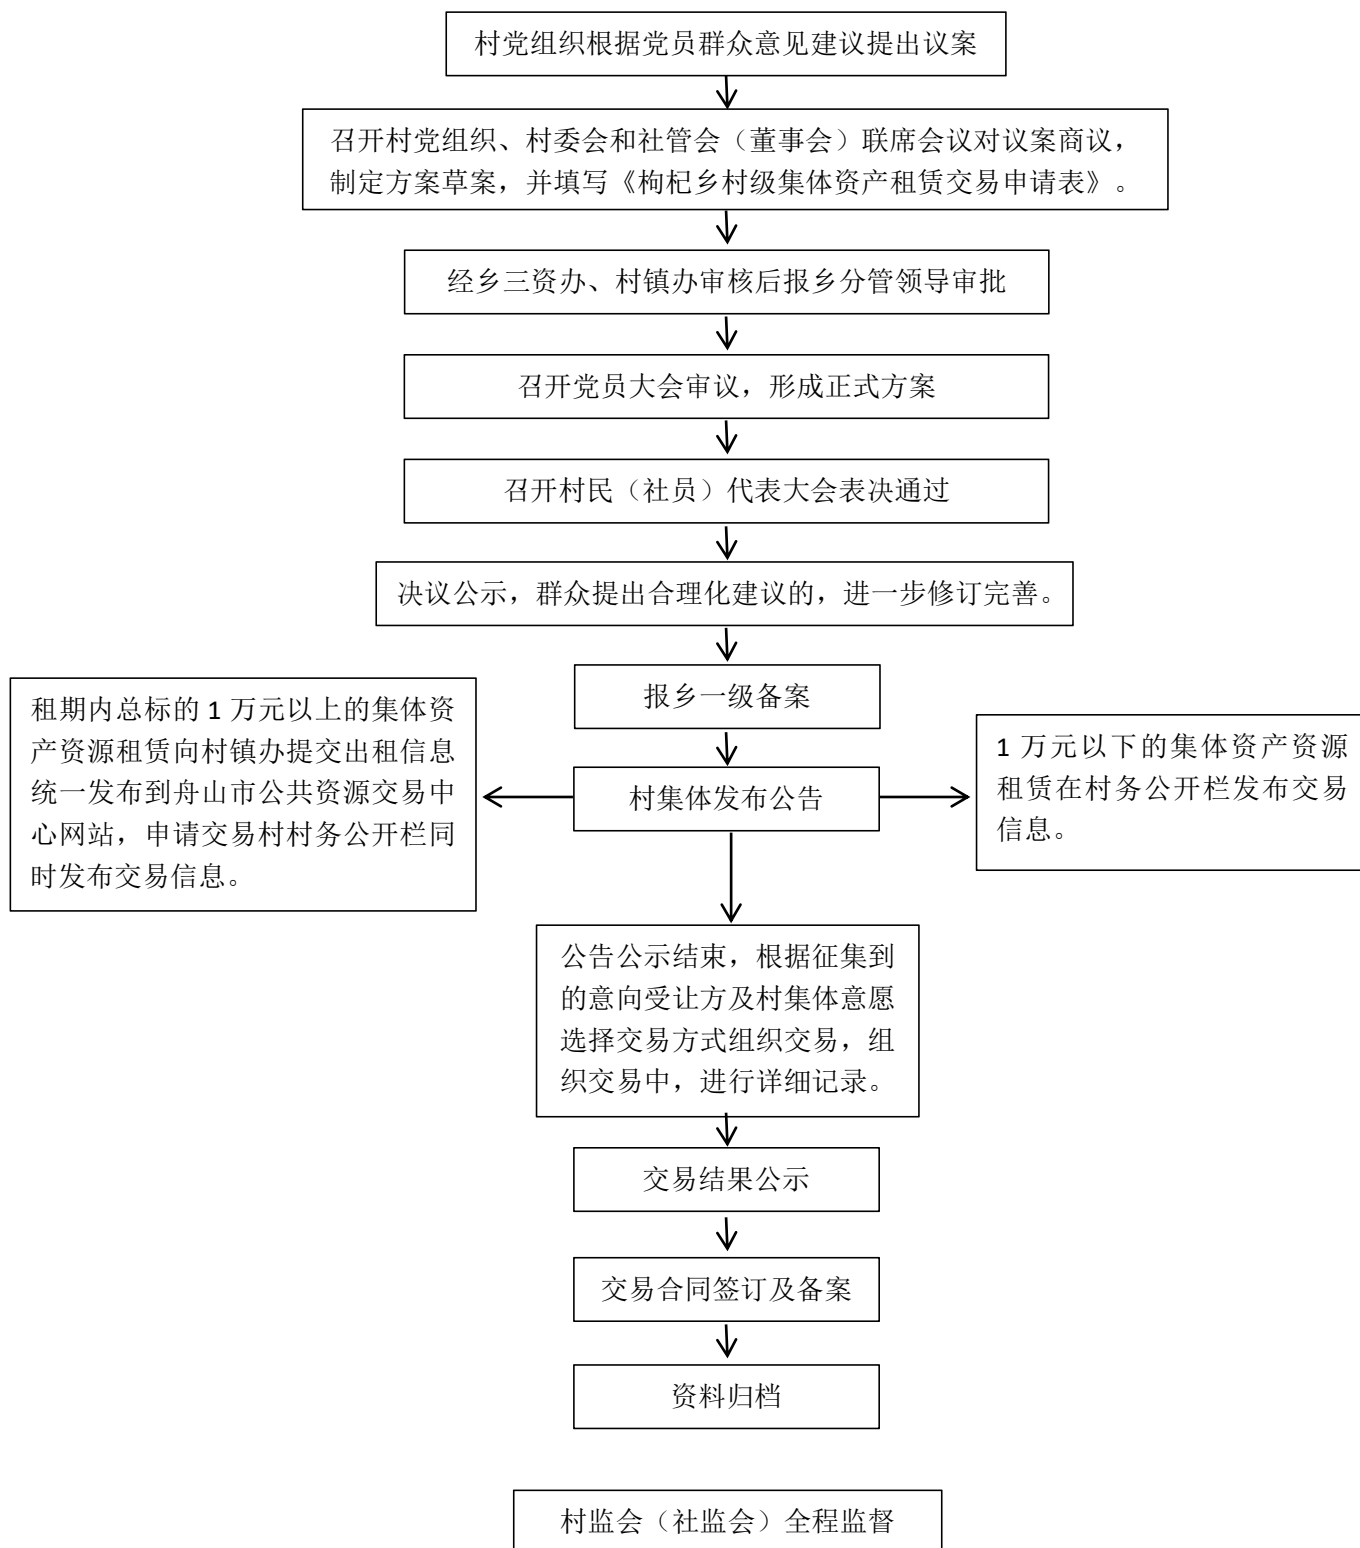 村党组织根据党员群众意见建议提出议案
召开村党组织、村委会和社管会（董事会）联席会议对议案商议，
制定方案草案，并填写《枸杞乡村级集体资产租赁交易申请表》。
经乡三资办、村镇办审核后报乡分管领导审批
召开党员大会审议，形成正式方案
召开村民（社员）代表大会表决通过
决议公示，群众提出合理化建议的，进一步修订完善。
报乡一级备案
租期内总标的 1 万元以上的集体资
产资源租赁向村镇办提交出租信息
统一发布到舟山市公共资源交易中
心网站，申请交易村村务公开栏同
时发布交易信息。
村集体发布公告
1 万元以下的集体资产资源
租赁在村务公开栏发布交易
信息。
公告公示结束，根据征集到
的意向受让方及村集体意愿
选择交易方式组织交易，组
织交易中，进行详细记录。
交易结果公示
交易合同签订及备案
资料归档
村监会（社监会）全程监督